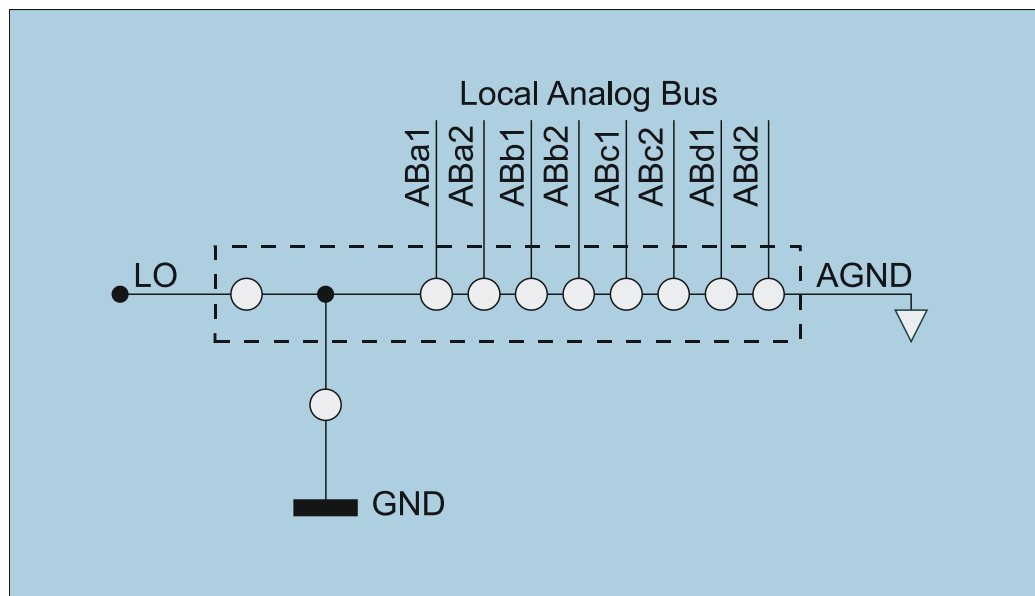 Local Analog Bus
ABa1
ABa2
ABb1
ABb2
ABc1
ABc2
ABd1
ABd2
LO
AGND
GND